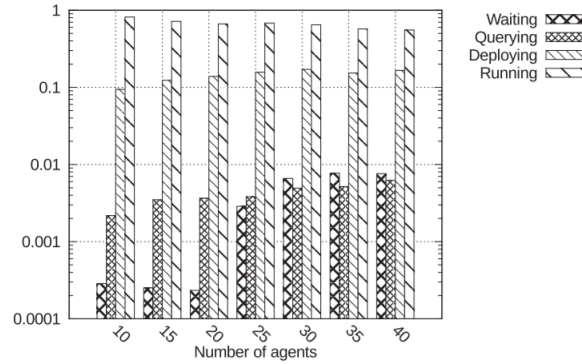 1
0.1
0.01
0.001
0.0001
10
15
20
25
30
35
40
Number of agents
Waiting
Querying
Deploying
Running